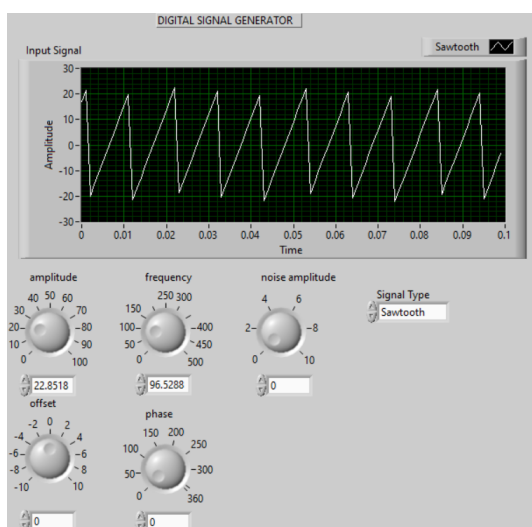 DIGITAL SIGNAL GENERATOR
Input Signal
Sawtooth
30
20
10
0
-10
-20
-30
Amplitude
0 0.01 0.02 0.03 0.04 0.05 0.06 0.07 0.08 0.09 0.1
Time
amplitude
0 10 20 30 40 50 60 70 80 90 100
22.8518
frequency
0 50 100 150 250 300 400 450 500
96.5288
noise amplitude
0 2 4 6 8 10
0
Signal Type
Sawtooth
offset
-10 -8 -6 -4 -2 0 2 4 6 8 10
0
phase
0 50 100 150 200 250 300 360
0